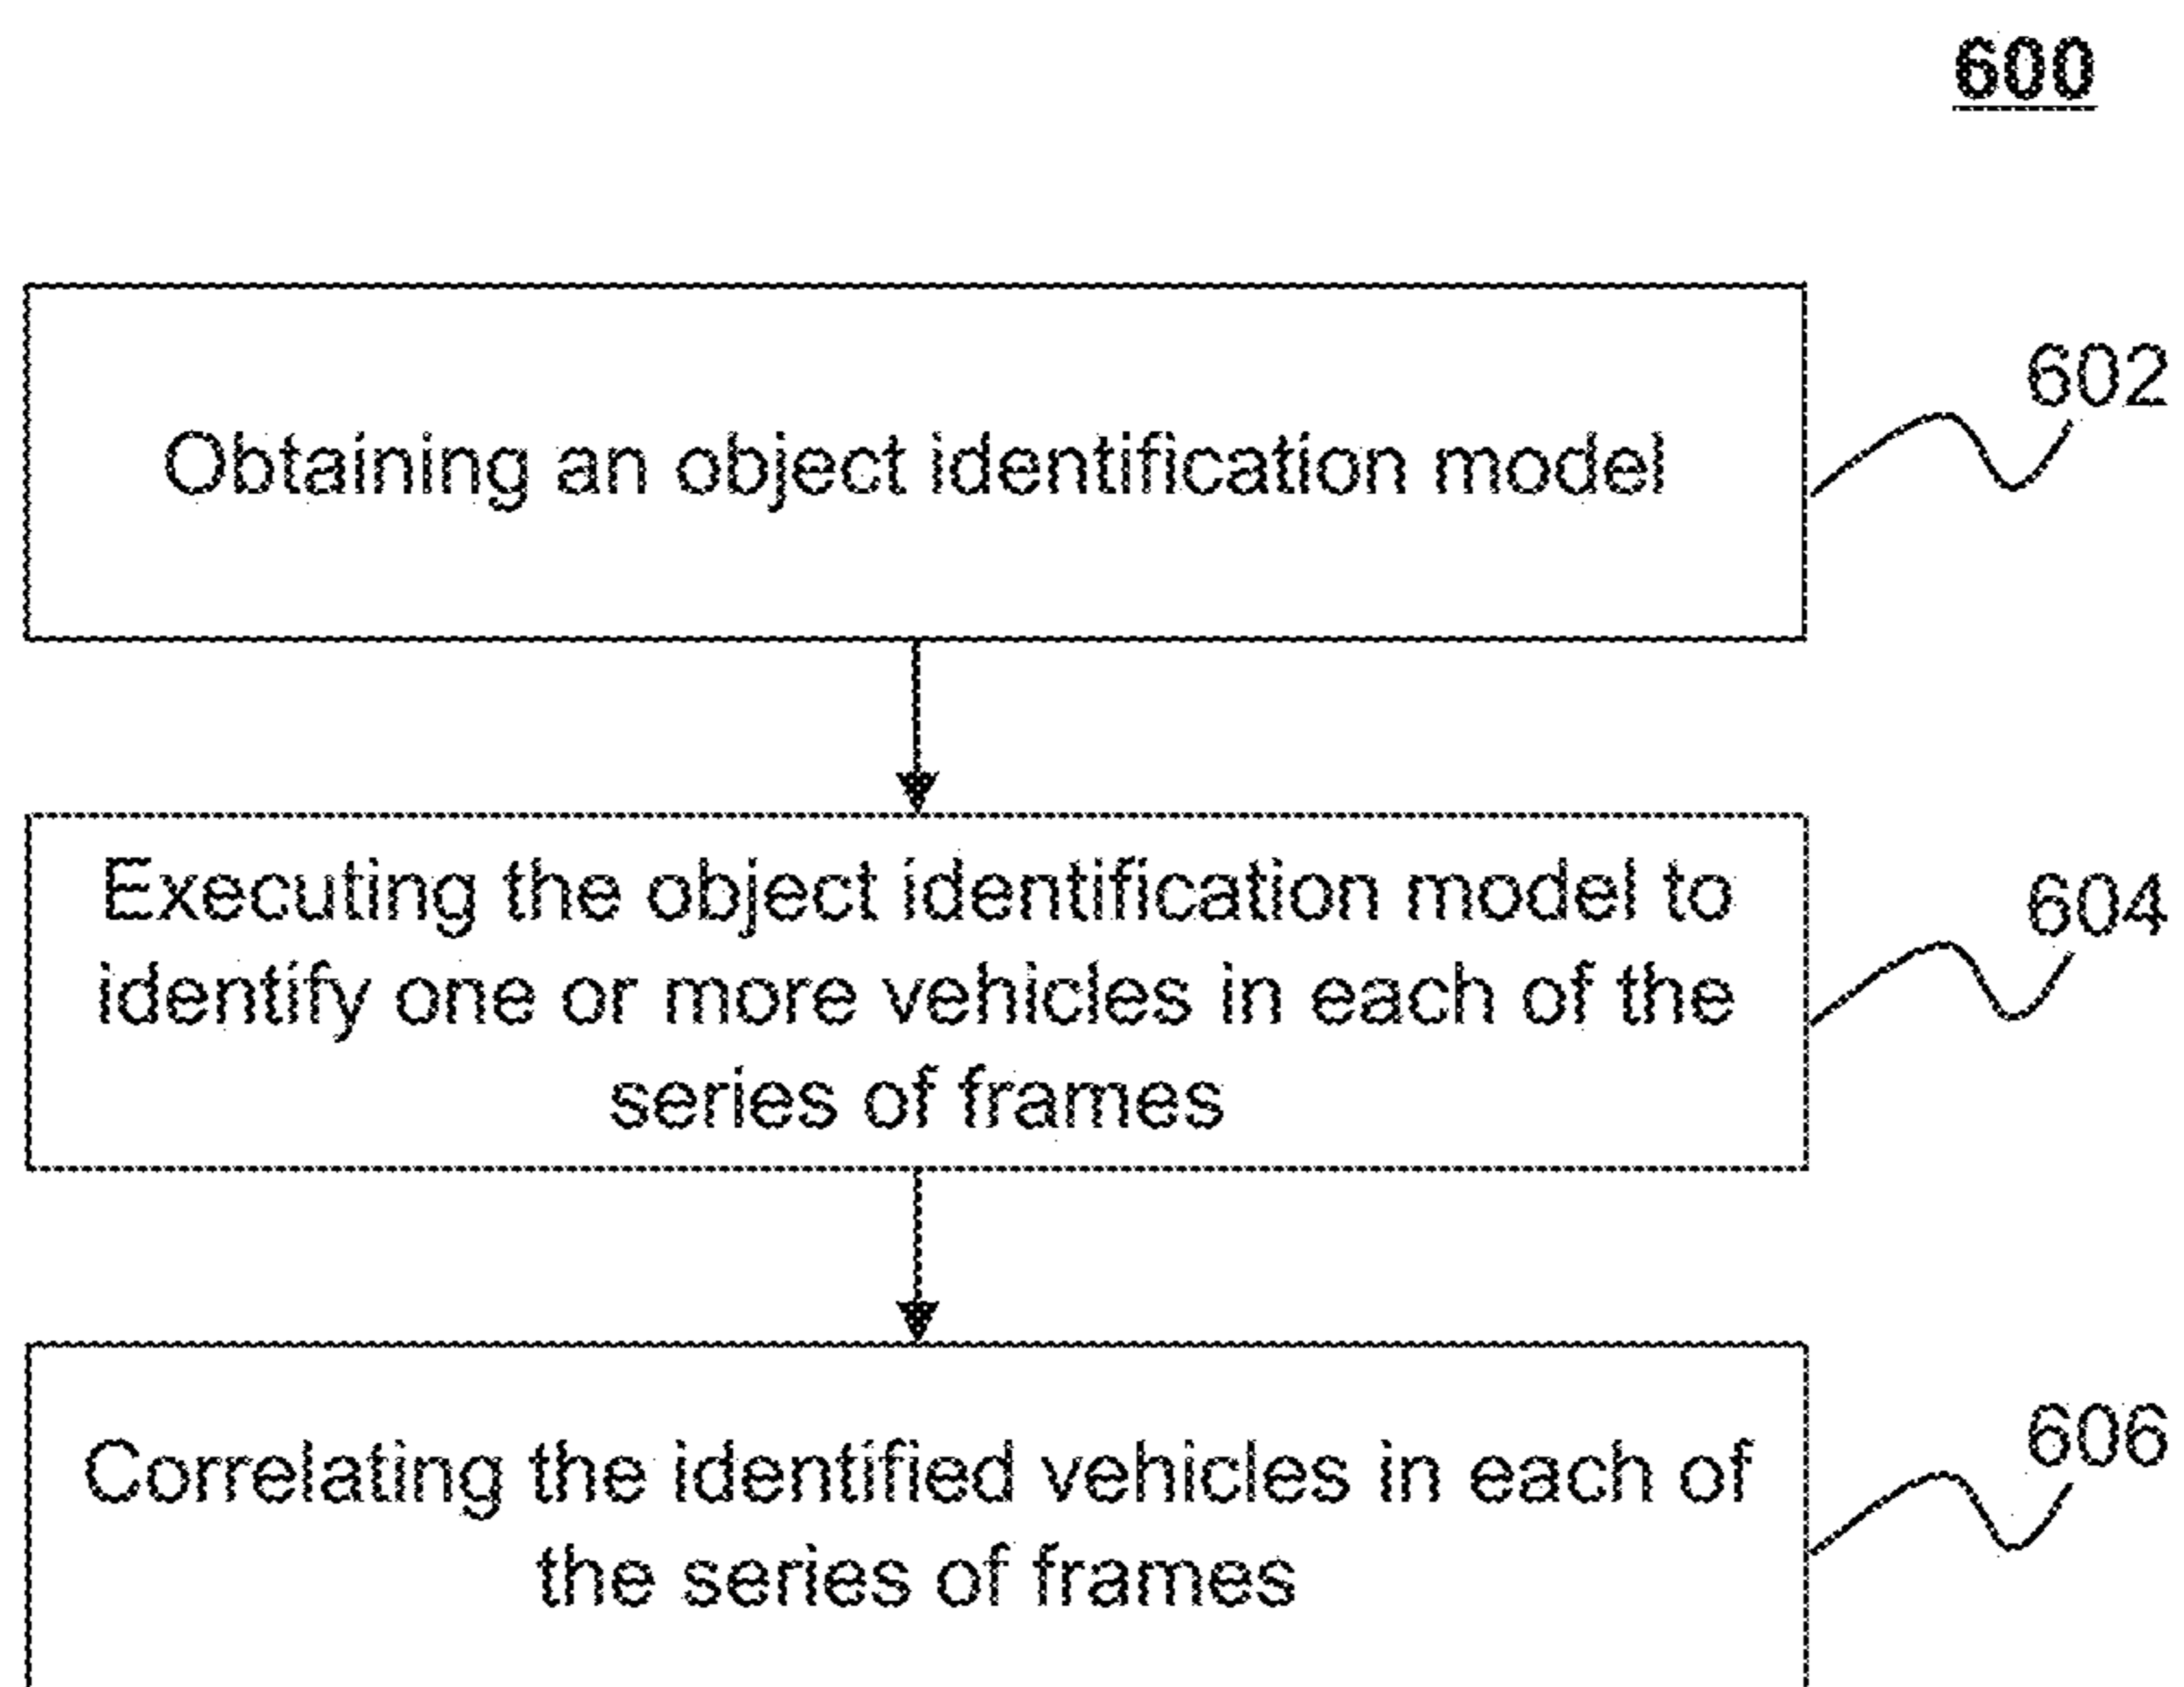 600
Obtaining an object identification model
602
Executing the object identification model to
identify one or more vehicles in each of the
series of frames
604
Correlating the identified vehicles in each of
the series of frames
606